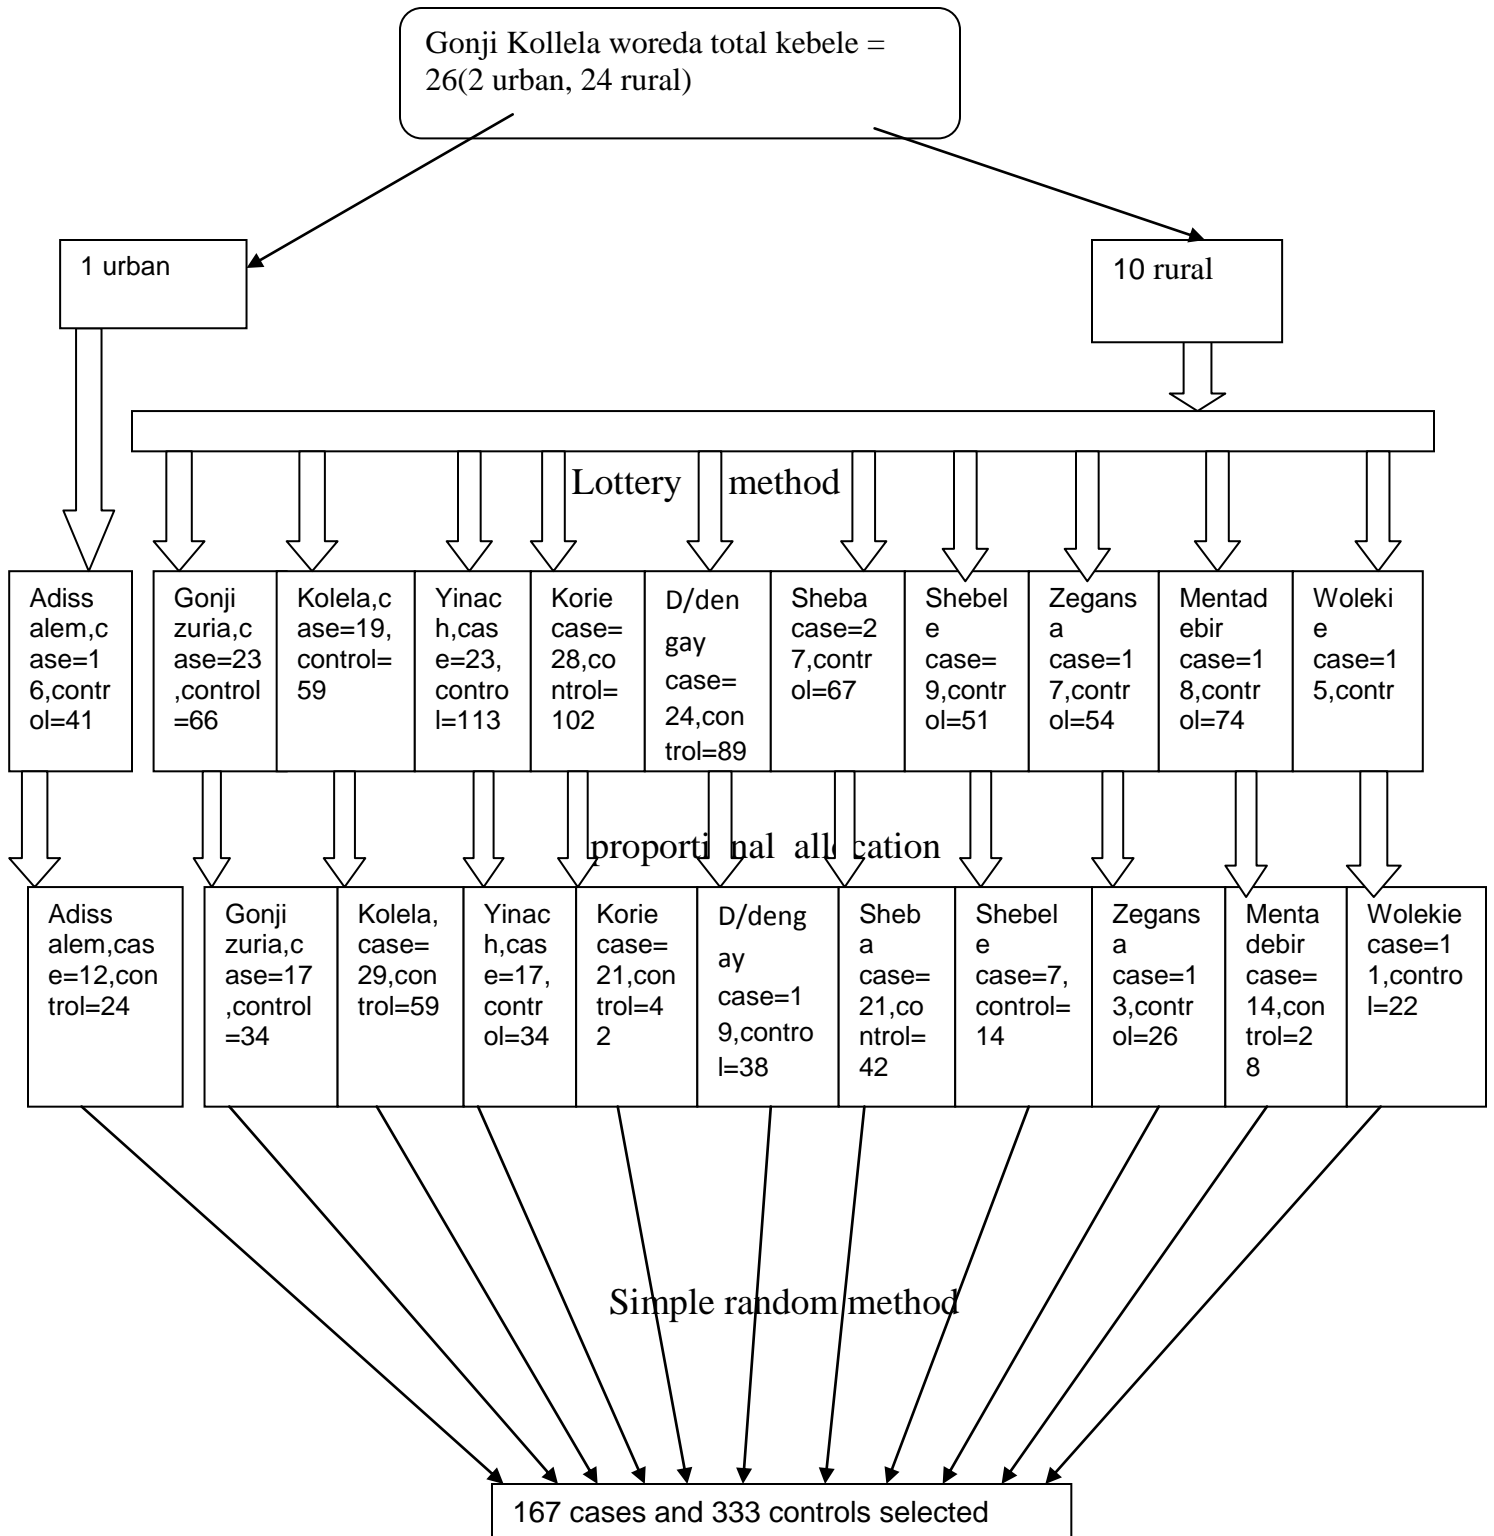 Gonji Kollela woreda total kebele =
26(2 urban, 24 rural)
1 urban
10 rural
Lottery method
Adiss
alem,c
ase=1
6,contr
ol=41
Gonji
zuria,c
ase=23
,control
=66
Kolela,c
ase=19,
control=
59
Yinac
h,cas
e=23,
contro
l=113
Korie
case=
28,co
ntrol=
102
D/den
gay
case=
24,con
trol=89
Sheba
case=2
7,contr
ol=67
Shebel
e
case=
9,contr
ol=51
Zegans
a
case=1
7,contr
ol=54
Mentad
ebir
case=1
8,contr
ol=74
Woleki
e
case=1
5,contr
proporti nal allocation
Adiss
alem,cas
e=12,con
trol=24
Gonji
zuria,c
ase=17
,control
=34
Kolela,
case=
29,con
trol=59
Yinac
h,cas
e=17,
contr
ol=34
Korie
case=
21,con
trol=4
2
D/deng
ay
case=1
9,contro
l=38
Sheb
a
case=
21,co
ntrol=
42
Shebel
e
case=7,
control=
14
Zegans
a
case=1
3,contr
ol=26
Menta
debir
case=
14,con
trol=2
8
Wolekie
case=1
1,contro
l=22
Simple random method
167 cases and 333 controls selected